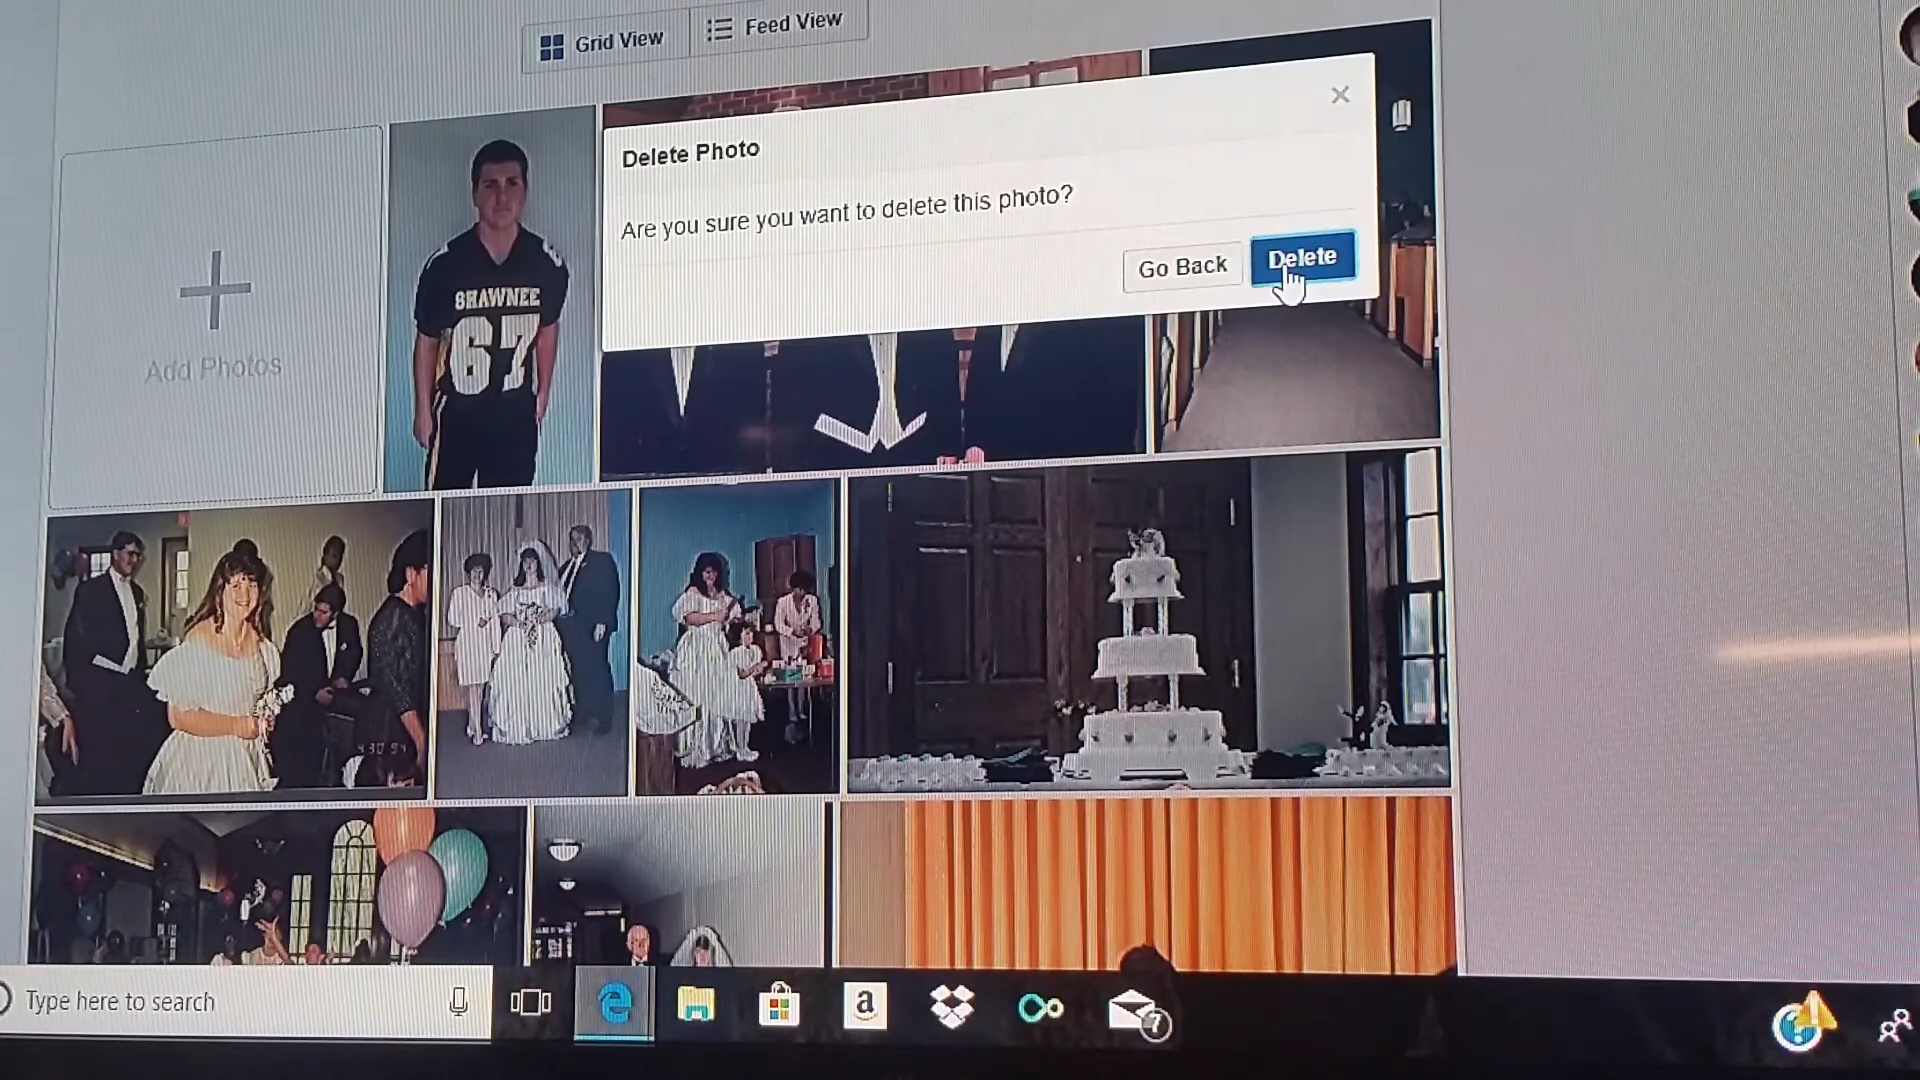 Grid View
Feed View
Delete Photo
Are you sure you want to delete this photo?
Go Back
Delete
Add Photos
SHAWNEE
67
Type here to search
a
7